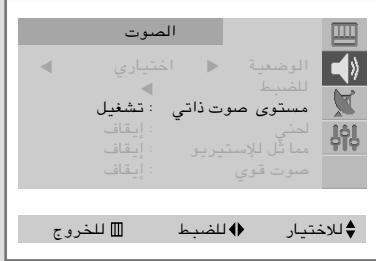 الصوت
الوضعية ◀ اختياري ◀
للضبط ◀
مستوى صوت ذاتي : تشغيل
لحني : إيقاف
مماثل للإستيريو : إيقاف
صوت قوي : إيقاف
للاختيار للضبط للخروج